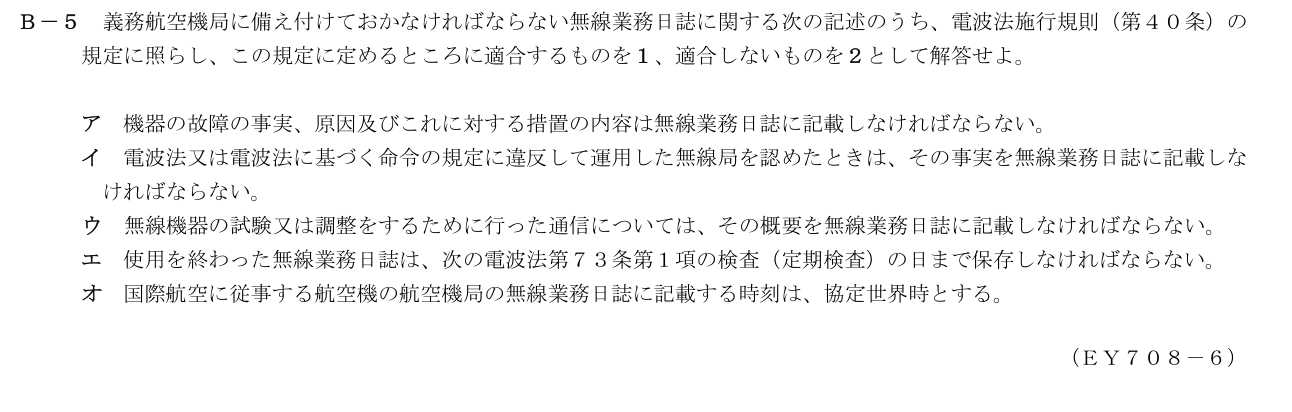 Ｂ－５　義務航空機局に備え付けておかなければならない無線業務日誌に関する次の記述のうち、電波法施行規則（第４０条）の
規定に照らし、この規定に定めるところに適合するものを１、適合しないものを２として解答せよ。
ア　機器の故障の事実、原因及びこれに対する措置の内容は無線業務日誌に記載しなければならない。
イ　電波法又は電波法に基づく命令の規定に違反して運用した無線局を認めたときは、その事実を無線業務日誌に記載しな
ければならない。
ウ　無線機器の試験又は調整をするために行った通信については、その概要を無線業務日誌に記載しなければならない。
エ　使用を終わった無線業務日誌は、次の電波法第７３条第１項の検査（定期検査）の日まで保存しなければならない。
オ　国際航空に従事する航空機の航空機局の無線業務日誌に記載する時刻は、協定世界時とする。
（ＥＹ７０８－６）